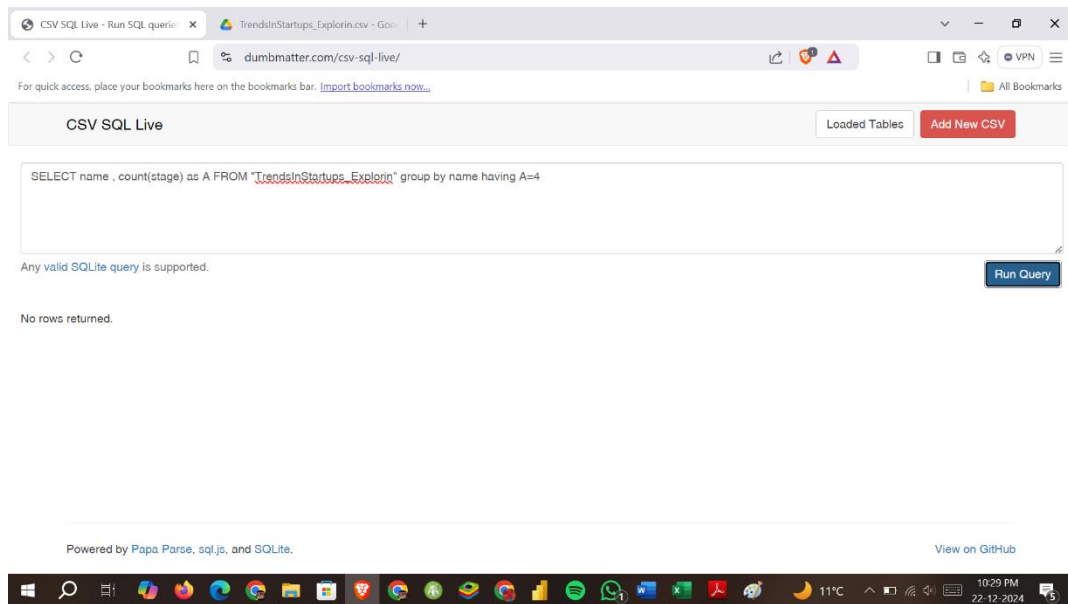 CSV SQL Live - Run SQL querie
TrendsInStartups_Explorin.csv - Goo
dumbmatter.com/csv-sql-live/
VPN
For quick access, place your bookmarks here on the bookmarks bar. Import bookmarks now...
All Bookmarks
CSV SQL Live
Loaded Tables
Add New CSV
SELECT name , count(stage) as A FROM "TrendsInStartups_Explorin" group by name having A=4
Any valid SQLite query is supported.
Run Query
No rows returned.
Powered by Papa Parse, sql.js, and SQLite.
View on GitHub
11°C
10:29 PM
22-12-2024